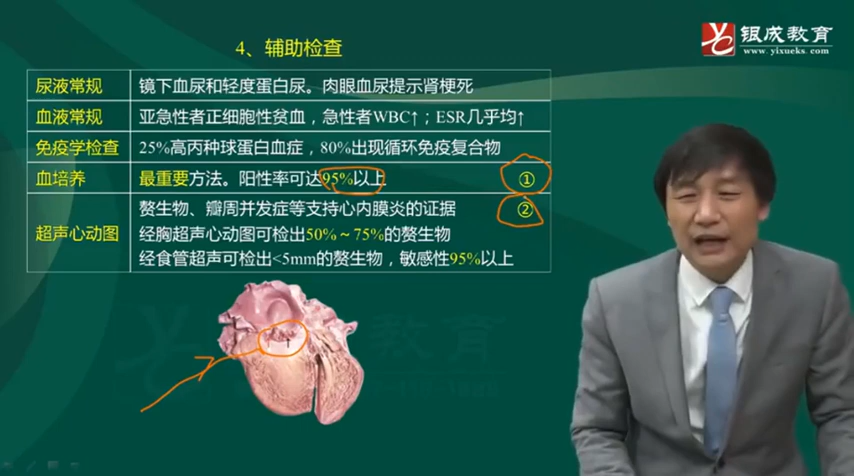 4、辅助检查
银成教育
www.yixueks.com
尿液常规 镜下血尿和轻度蛋白尿。肉眼血尿提示肾梗死
血液常规 亚急性者正细胞性贫血，急性者WBC↑；ESR几乎均↑
免疫学检查 25%高丙种球蛋白血症，80%出现循环免疫复合物
血培养 最重要方法。阳性率可达95%以上 ①
超声心动图 赘生物、瓣周并发症等支持心内膜炎的证据 ②
经胸超声心动图可检出50%～75%的赘生物
经食管超声可检出<5mm的赘生物，敏感性95%以上
教育